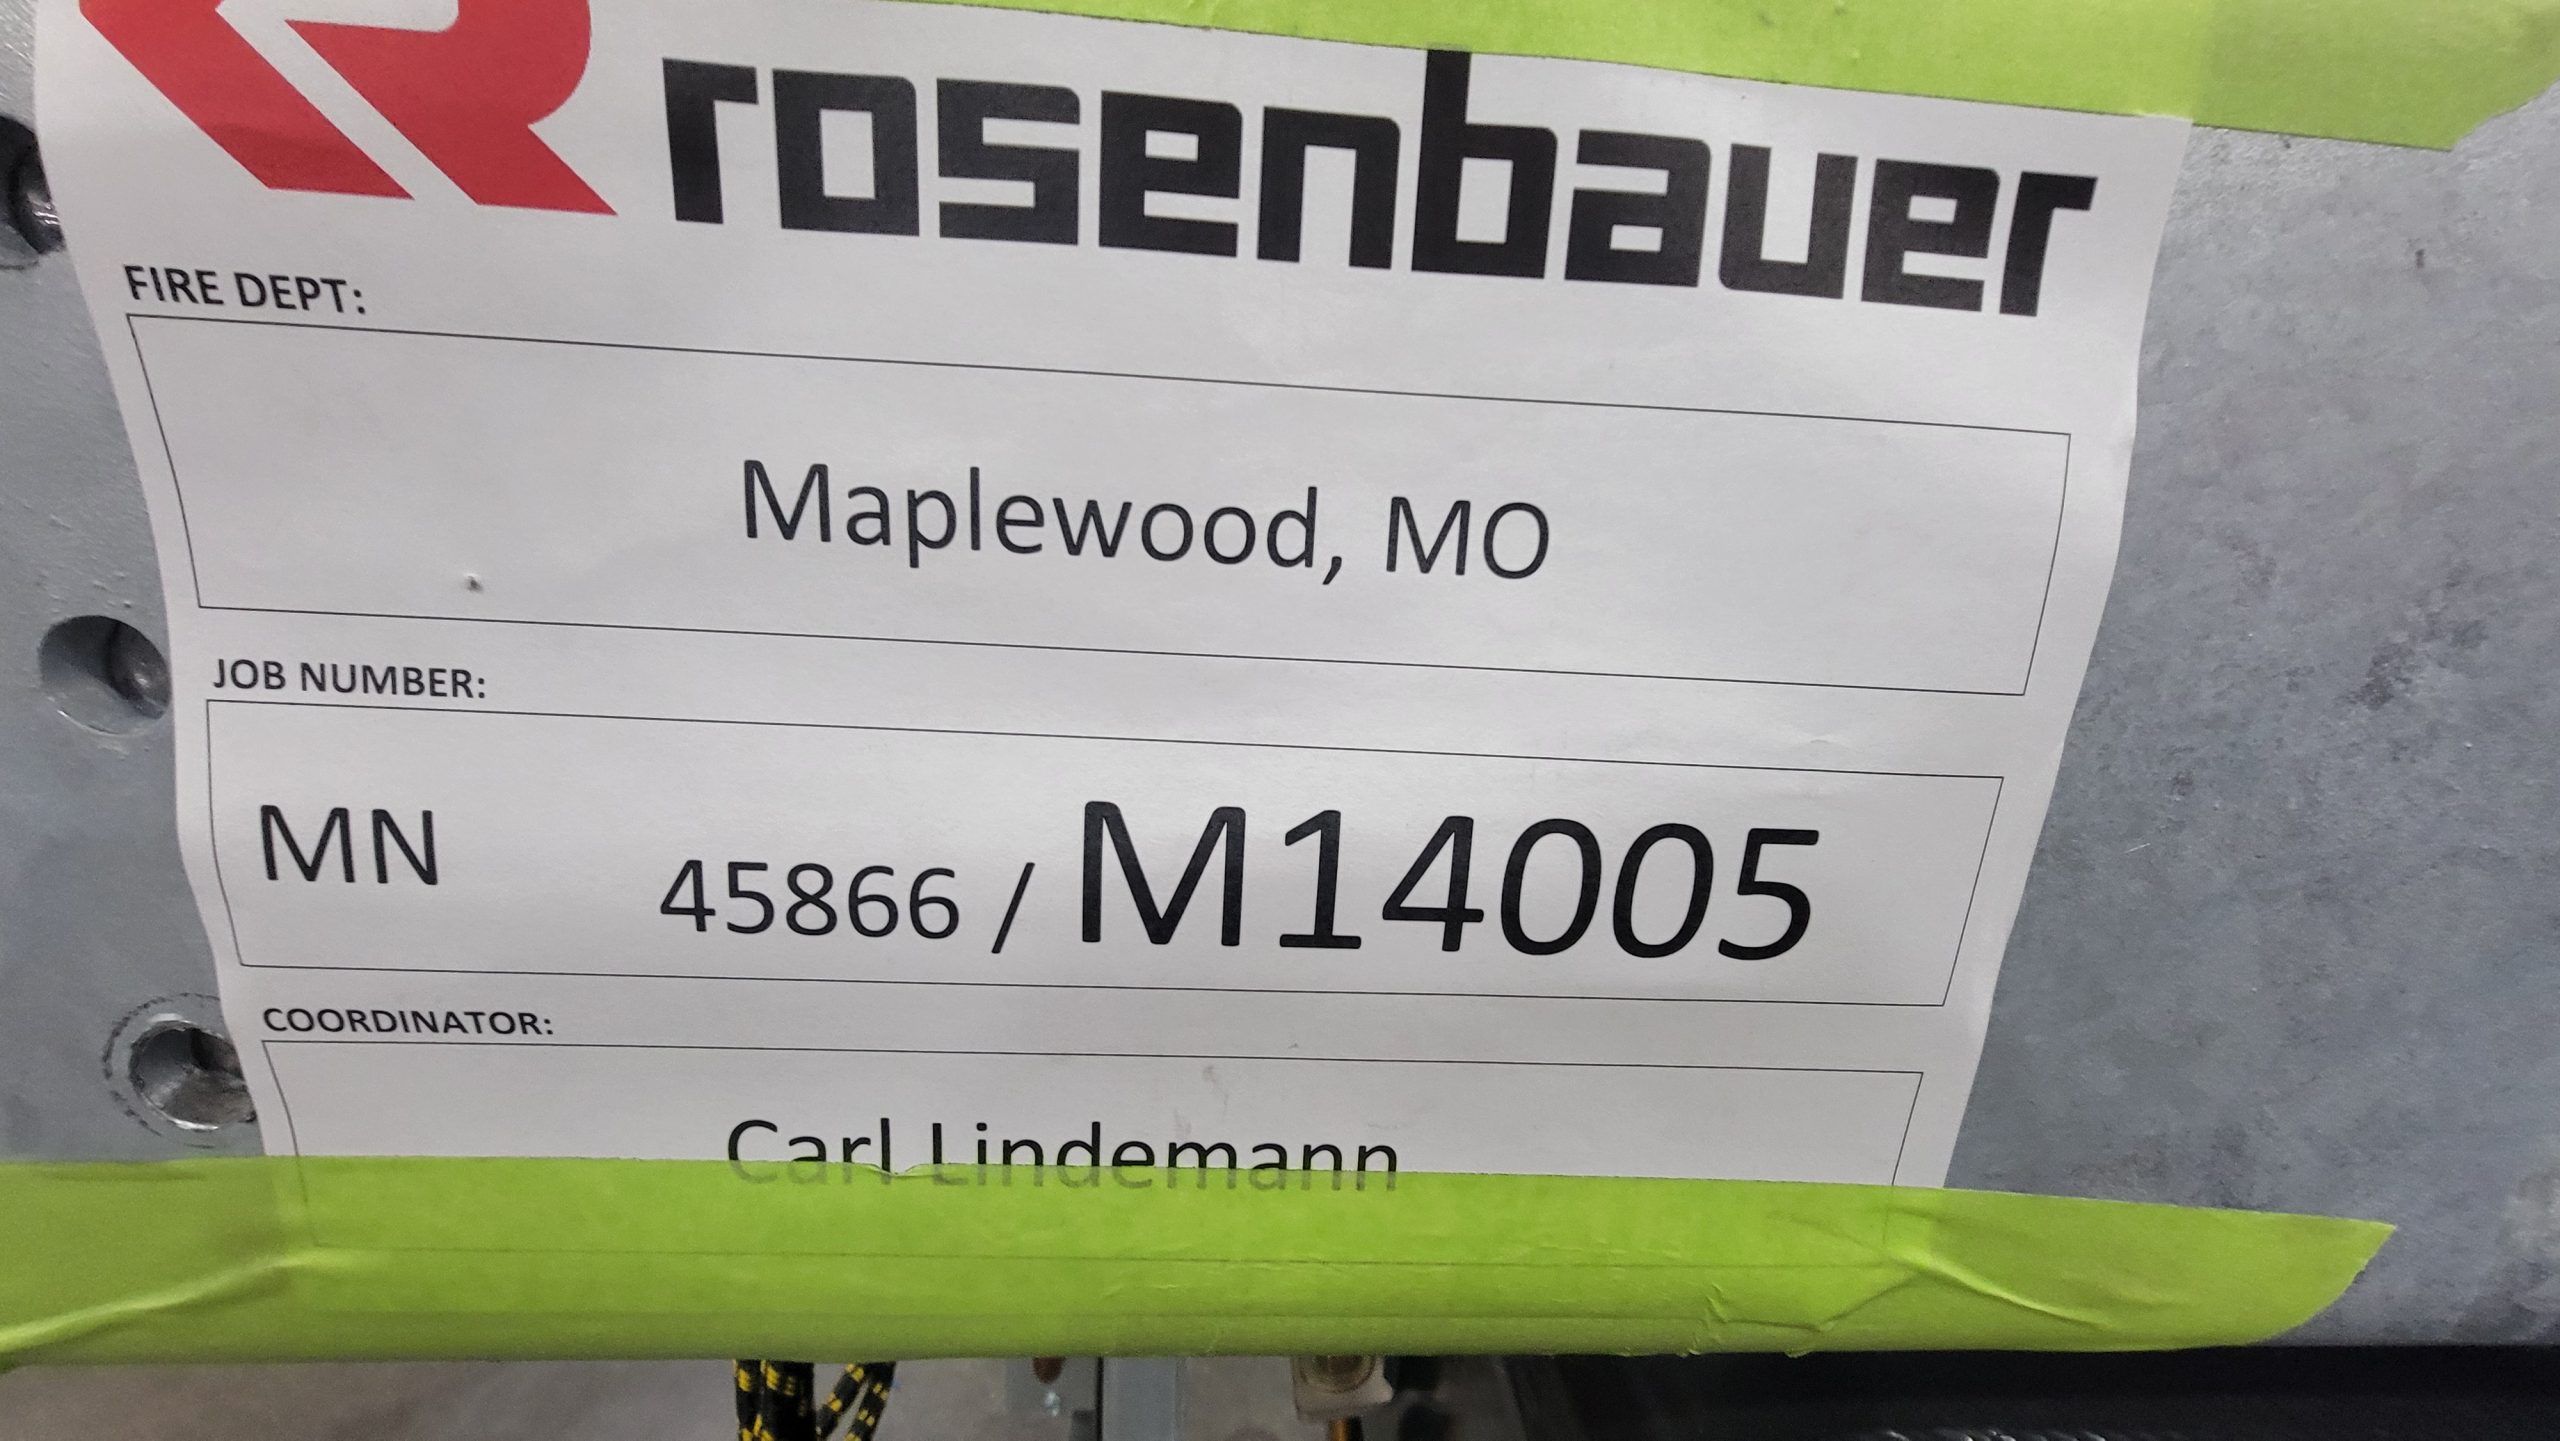 rosenbauer
FIRE DEPT:
Maplewood, MO
JOB NUMBER:
MN 45866 / M14005
COORDINATOR:
Carl Lindemann